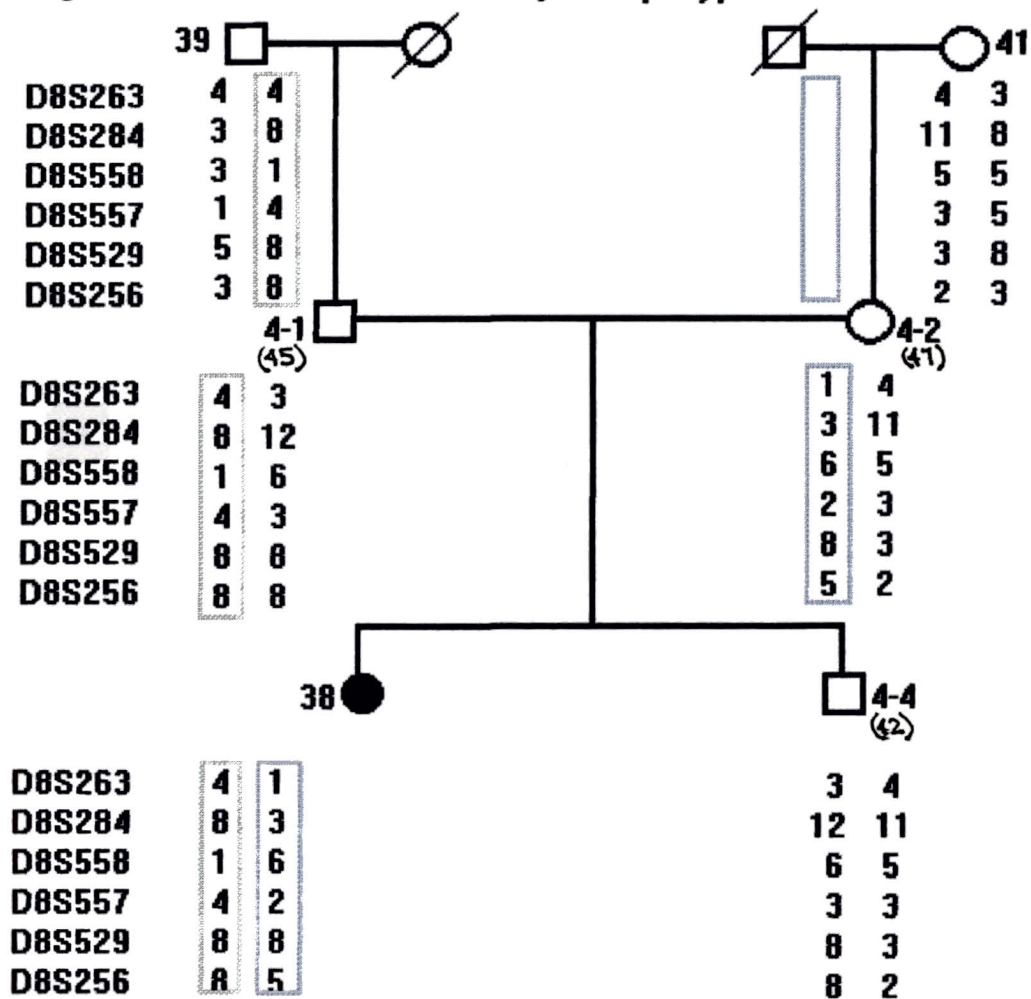 39 41
D8S263 4 4 4 3
D8S284 3 8 11 8
D8S558 3 1 5 5
D8S557 1 4 3 5
D8S529 5 8 3 8
D8S256 3 8 2 3
4-1 4-2
(45) (47)
D8S263 4 3 1 4
D8S284 8 12 3 11
D8S558 1 6 6 5
D8S557 4 3 2 3
D8S529 8 8 8 3
D8S256 8 8 5 2
38 4-4
(42)
D8S263 4 1 3 4
D8S284 8 3 12 11
D8S558 1 6 6 5
D8S557 4 2 3 3
D8S529 8 8 8 3
D8S256 8 5 8 2